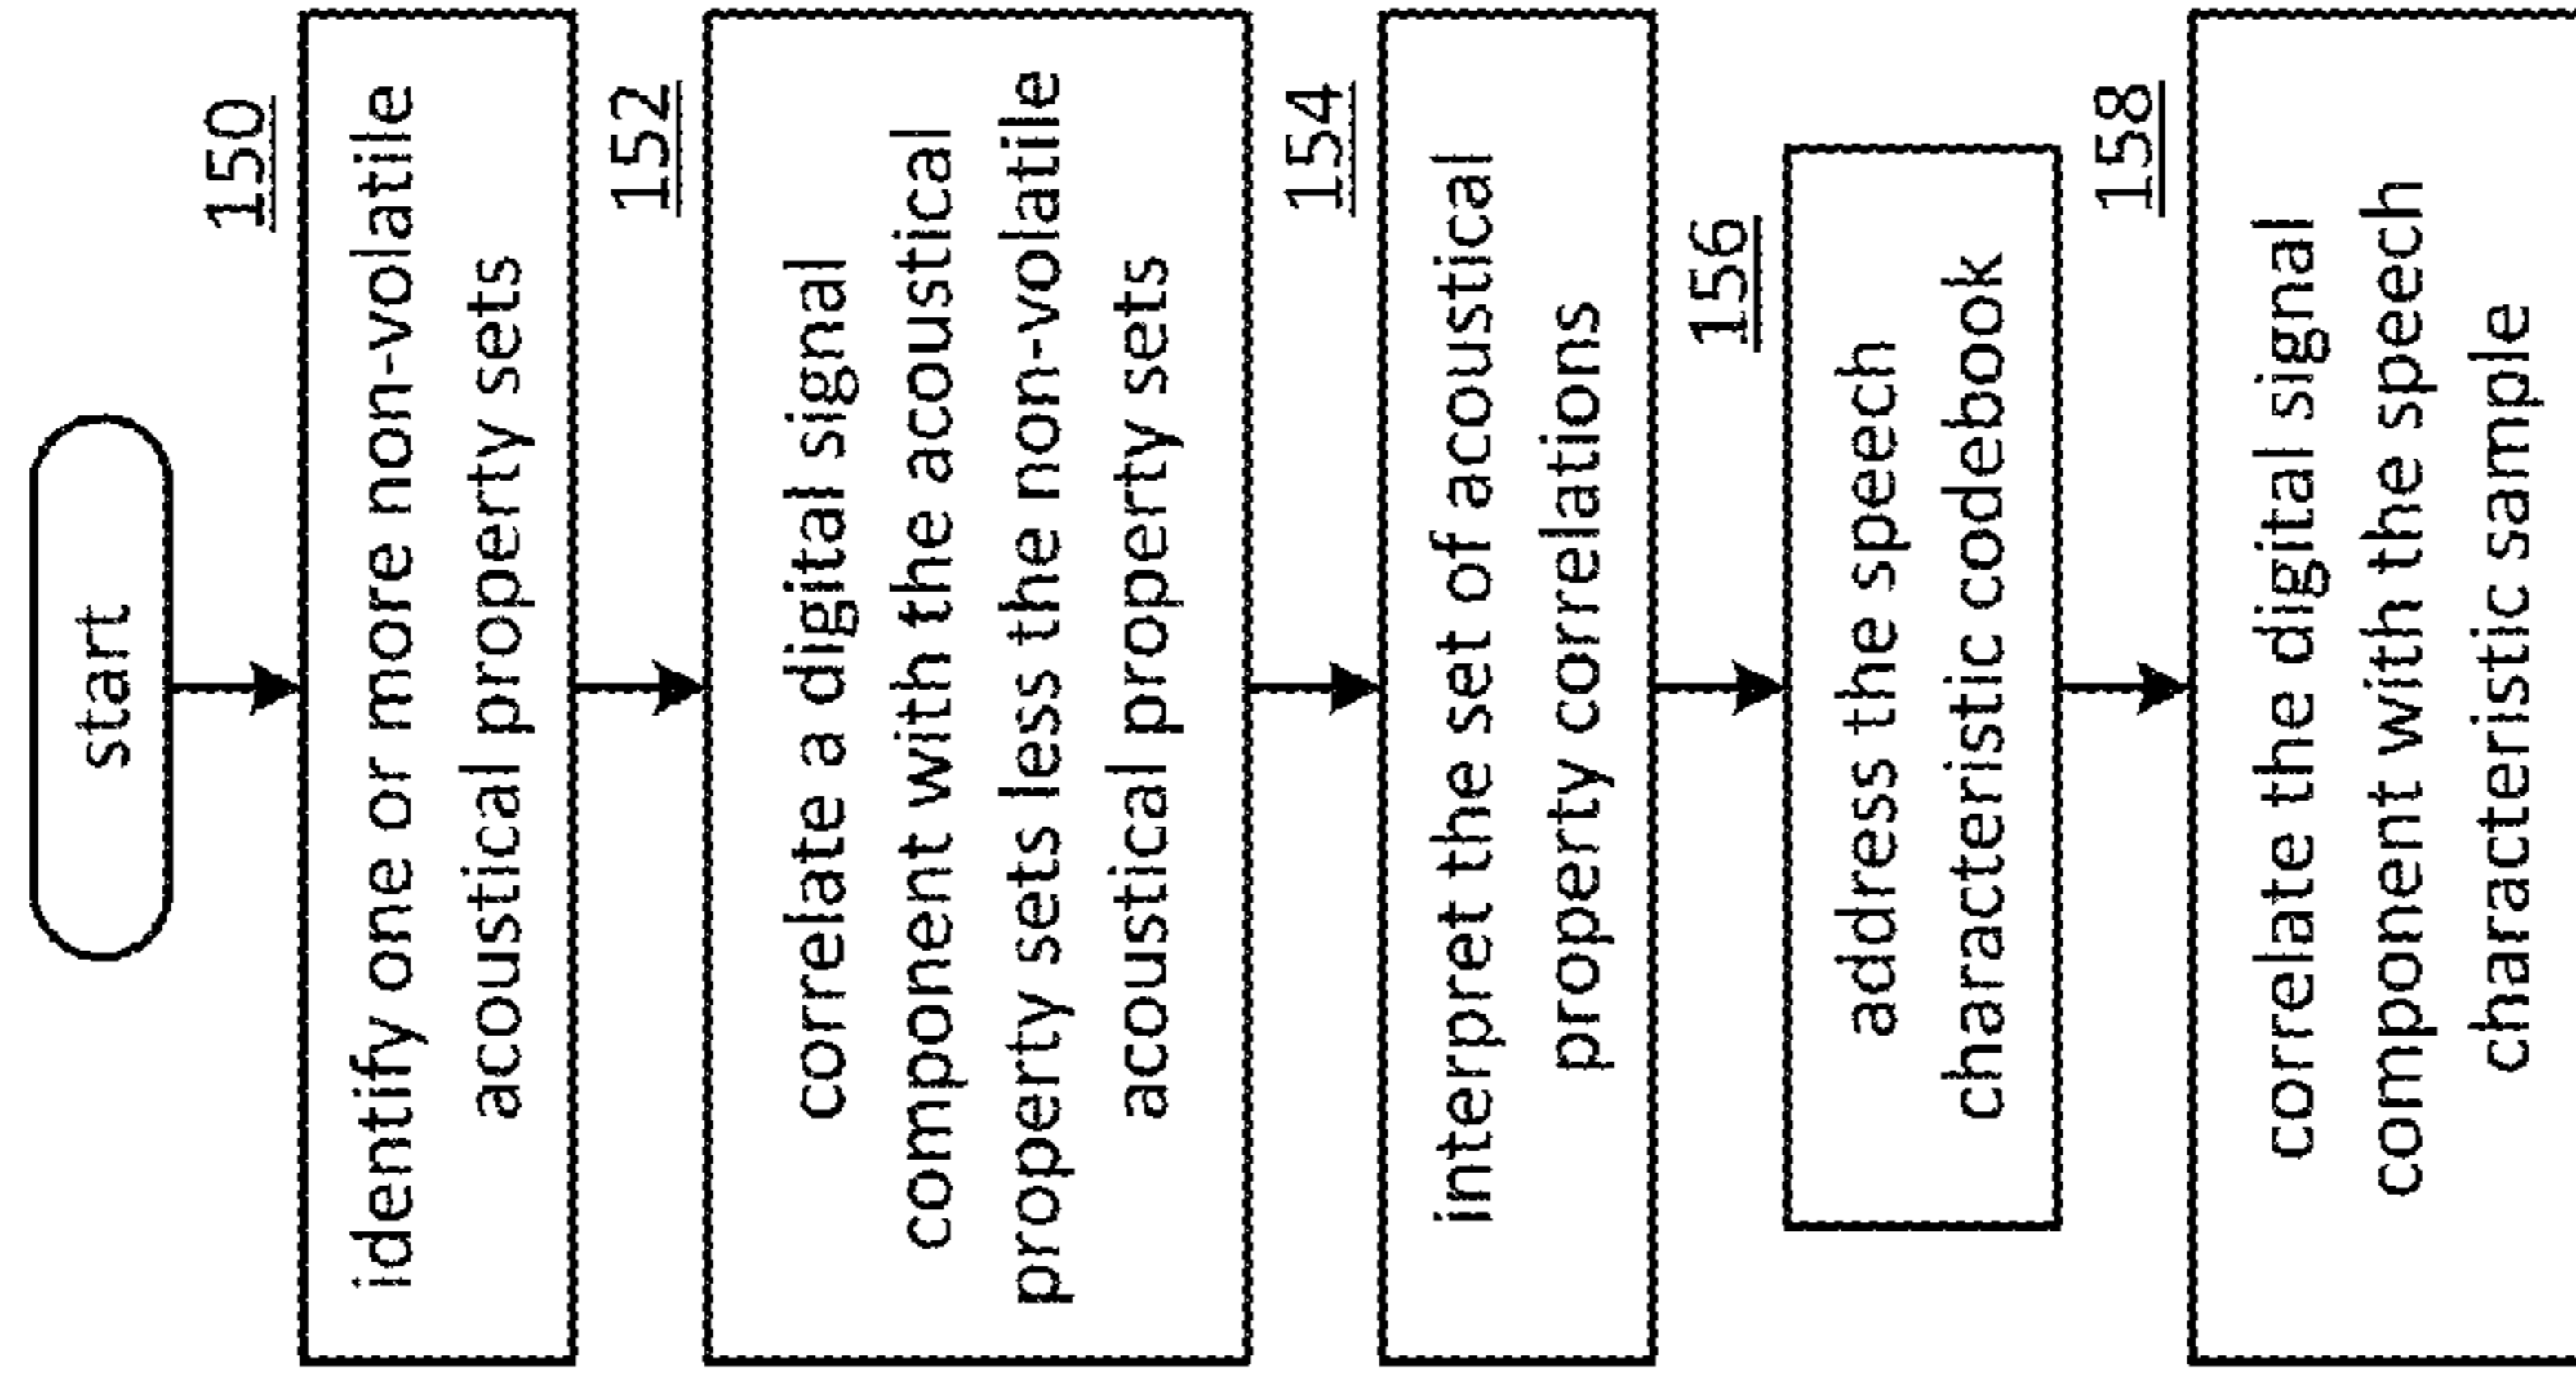 start
150
identify one or more non-volatile
acoustical property sets
152
correlate a digital signal
component with the acoustical
property sets less the non-volatile
acoustical property sets
154
interpret the set of acoustical
property correlations
156
address the speech
characteristic codebook
158
correlate the digital signal
component with the speech
characteristic sample